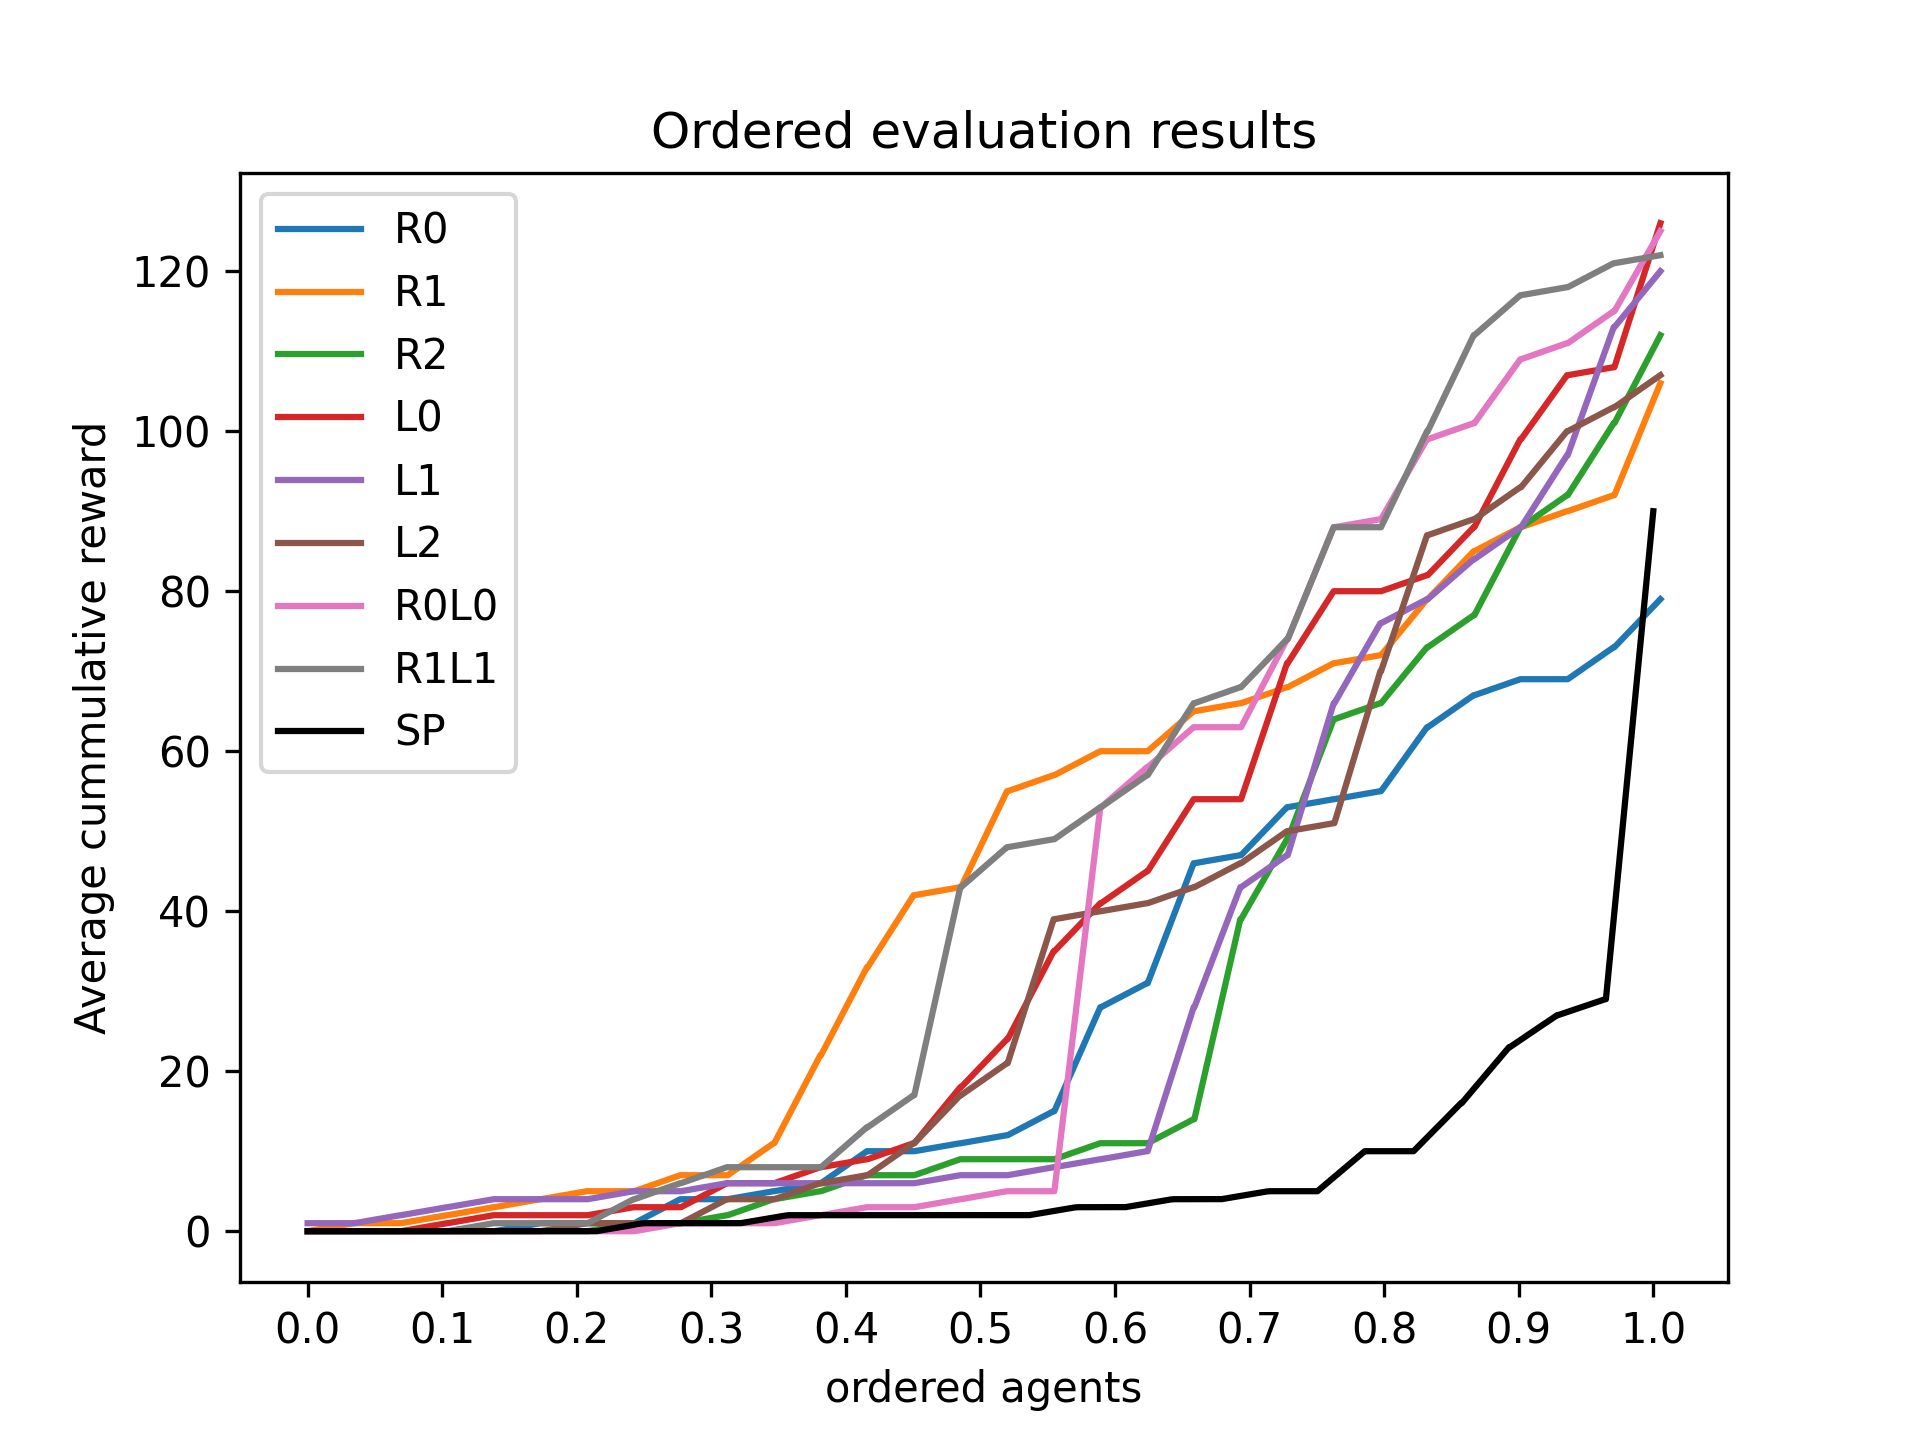 Ordered evaluation results
R0
R1
R2
L0
L1
L2
R0L0
R1L1
SP
120
100
80
60
40
20
0
Average cummulative reward
0.0 0.1 0.2 0.3 0.4 0.5 0.6 0.7 0.8 0.9 1.0
ordered agents